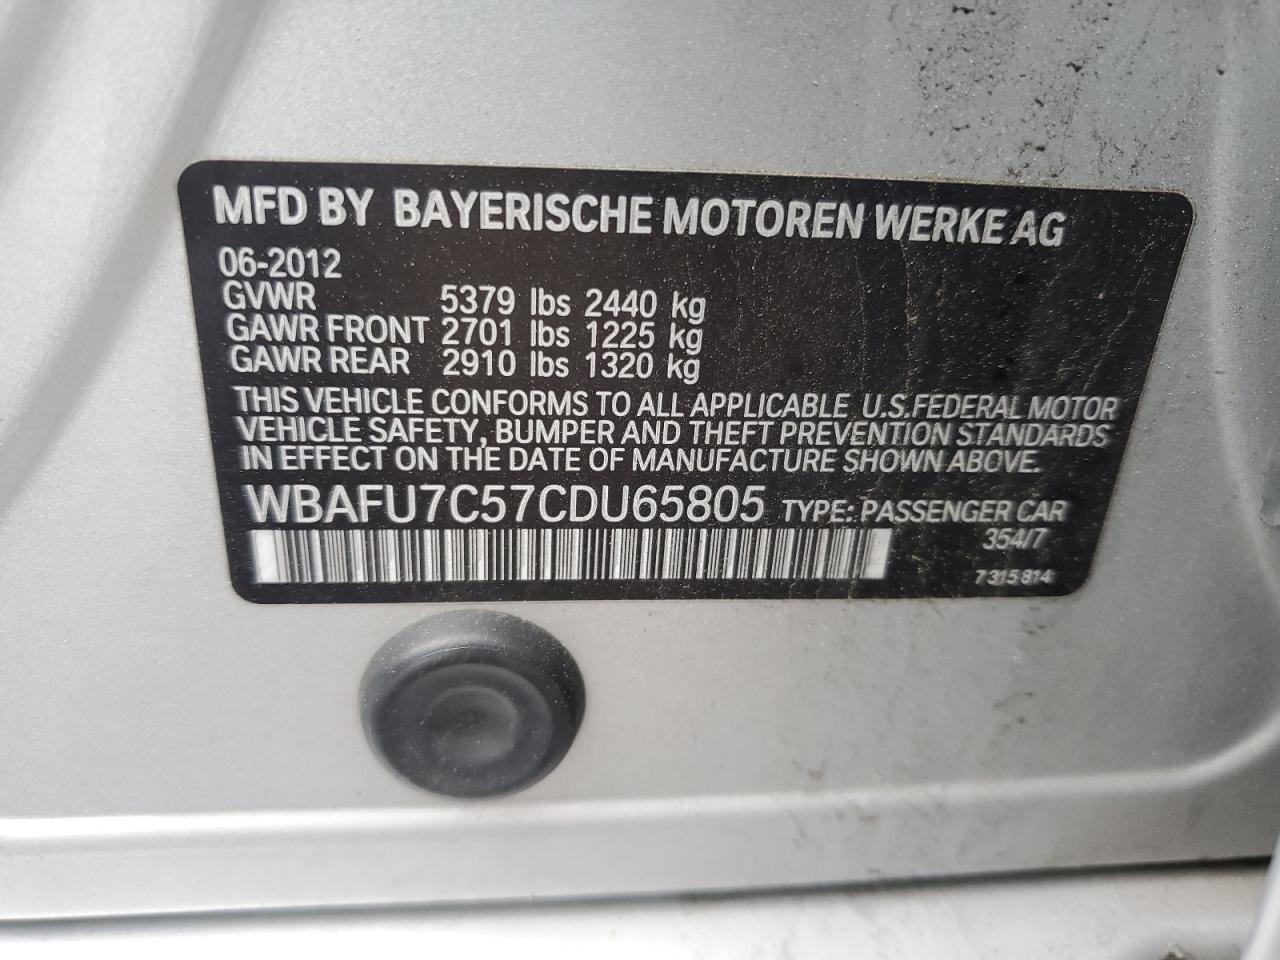 MFD BY BAYERISCHE MOTOREN WERKE AG
06-2012
GVWR 5379 lbs 2440 kg
GAWR FRONT 2701 lbs 1225 kg
GAWR REAR 2910 lbs 1320 kg
THIS VEHICLE CONFORMS TO ALL APPLICABLE U.S.FEDERAL MOTOR
VEHICLE SAFETY, BUMPER AND THEFT PREVENTION STANDARDS
IN EFFECT ON THE DATE OF MANUFACTURE SHOWN ABOVE.
WBAFU7C57CDU65805 TYPE: PASSENGER CAR
354/7
7 315 814